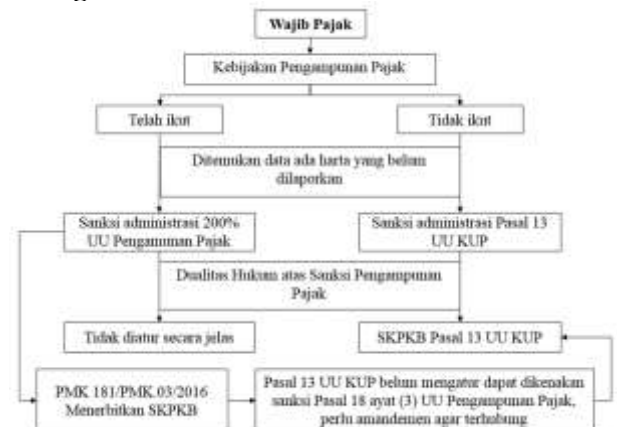 Wajib Pajak
Kebijakan Pengampunan Pajak
Telah ikut
Tidak ikut
Ditemukan data ada harta yang belum
dilaporkan
Sanksi administrasi 200%
UU Pengampunan Pajak
Sanksi administrasi Pasal 13
UU KUP
Dualitas Hukum atas Sanksi Pengampunan
Pajak
Tidak diatur secara jelas
SKPKB Pasal 13 UU KUP
PMK 181/PMK.03/2016
Menerbitkan SKPKB
Pasal 13 UU KUP belum mengatur dapat dikenakan
sanksi Pasal 18 ayat (3) UU Pengampunan Pajak,
perlu amandemen agar terhubung